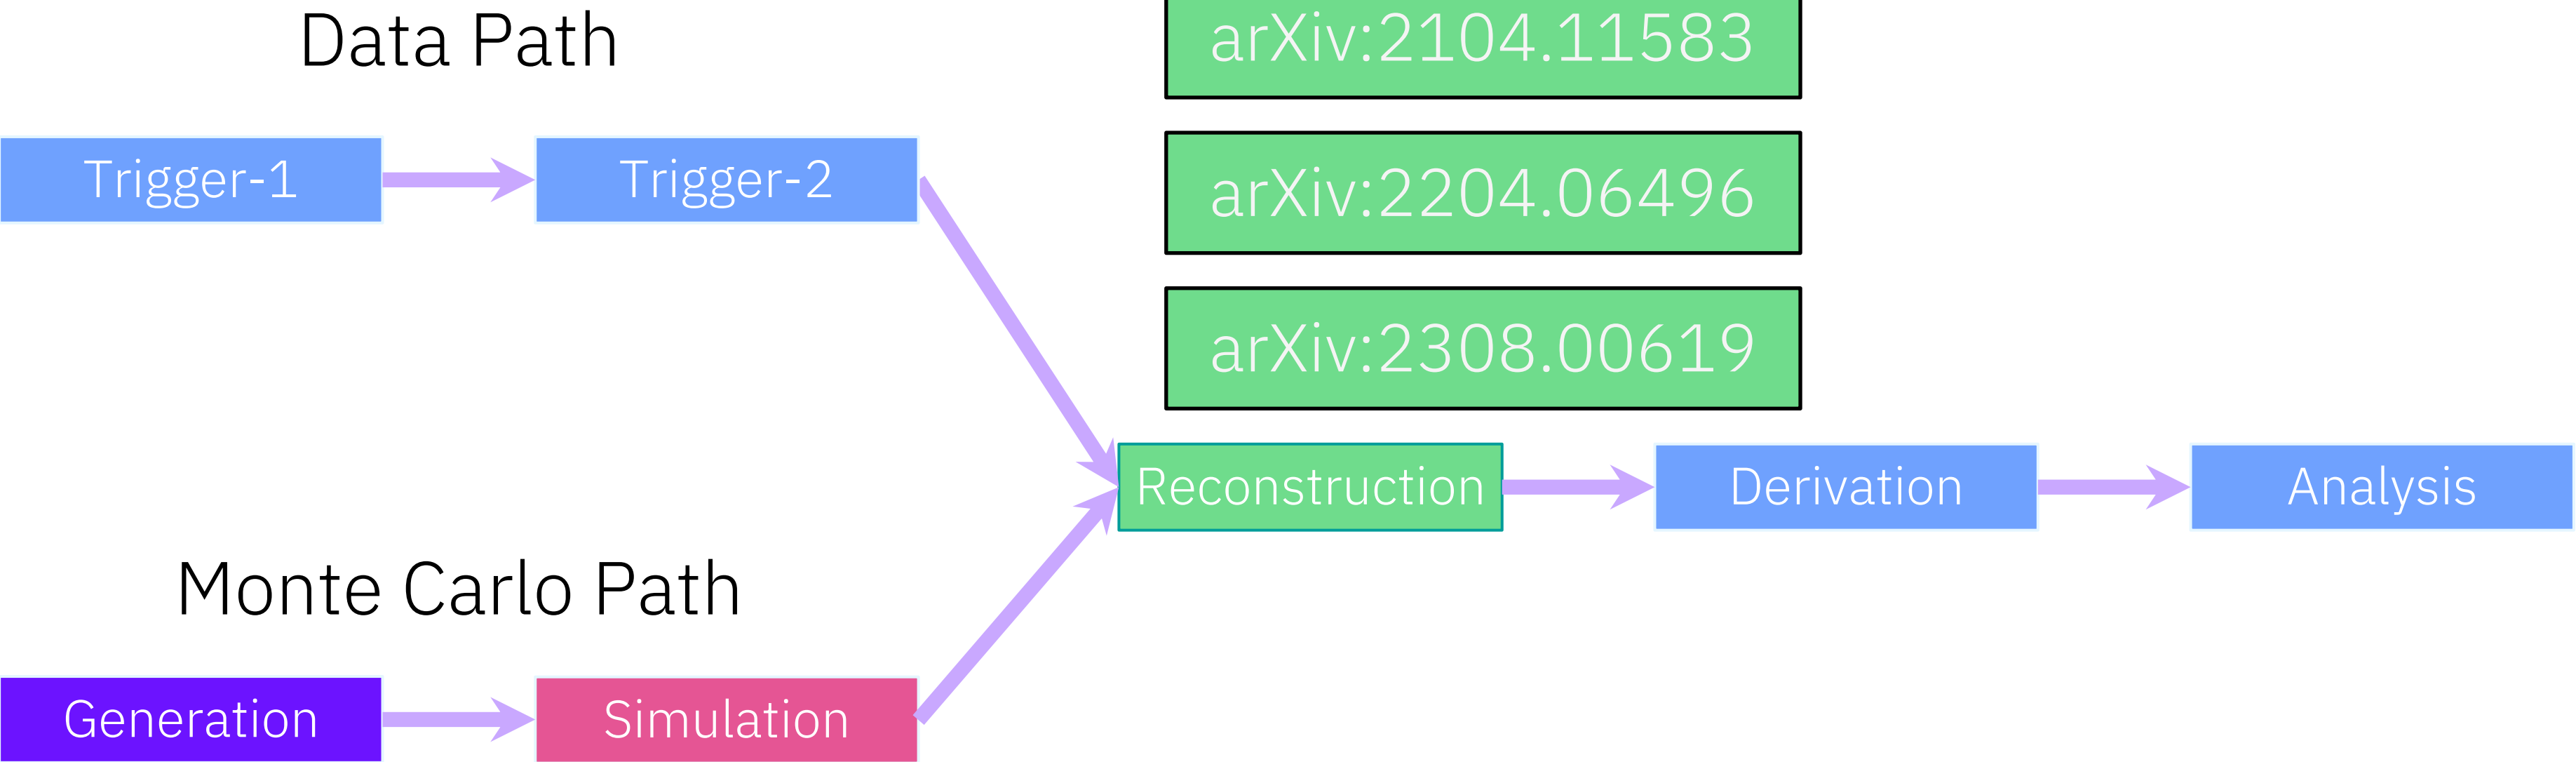 Data Path
arXiv:2104.11583
Trigger-1
Trigger-2
arXiv:2204.06496
arXiv:2308.00619
Reconstruction
Derivation
Analysis
Monte Carlo Path
Generation
Simulation